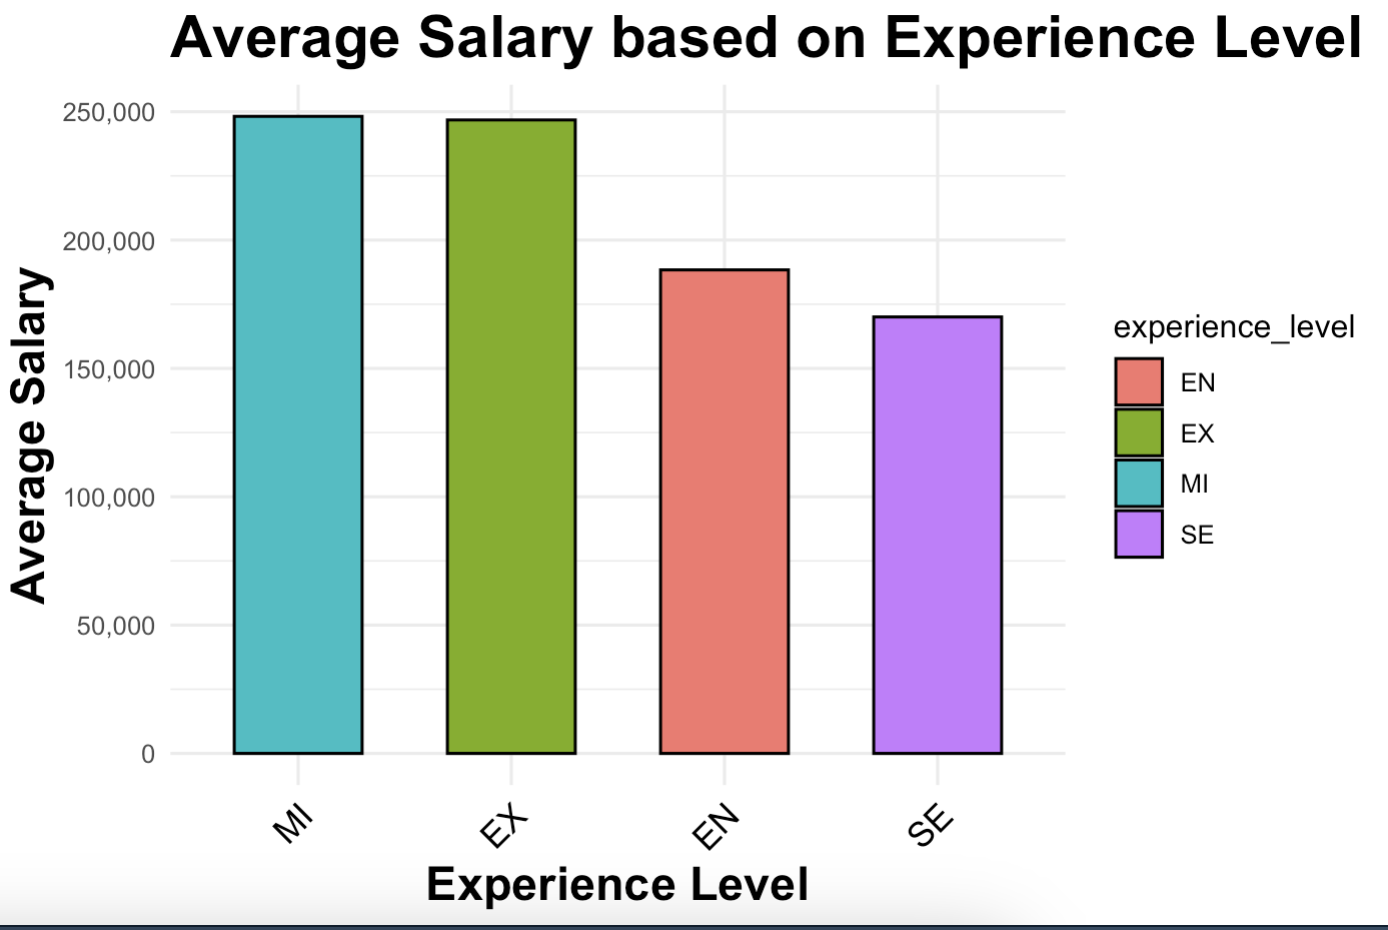 Average Salary based on Experience Level
250,000
200,000
150,000
100,000
50,000
0
Average Salary
MI
EX
EN
SE
Experience Level
experience_level
EN
EX
MI
SE